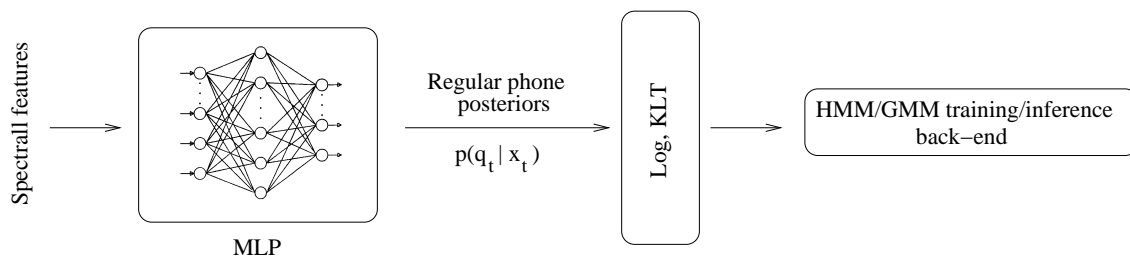 Spectrall features
MLP
Regular phone
posteriors
p(q_t | x_t)
Log, KLT
HMM/GMM training/inference
back−end